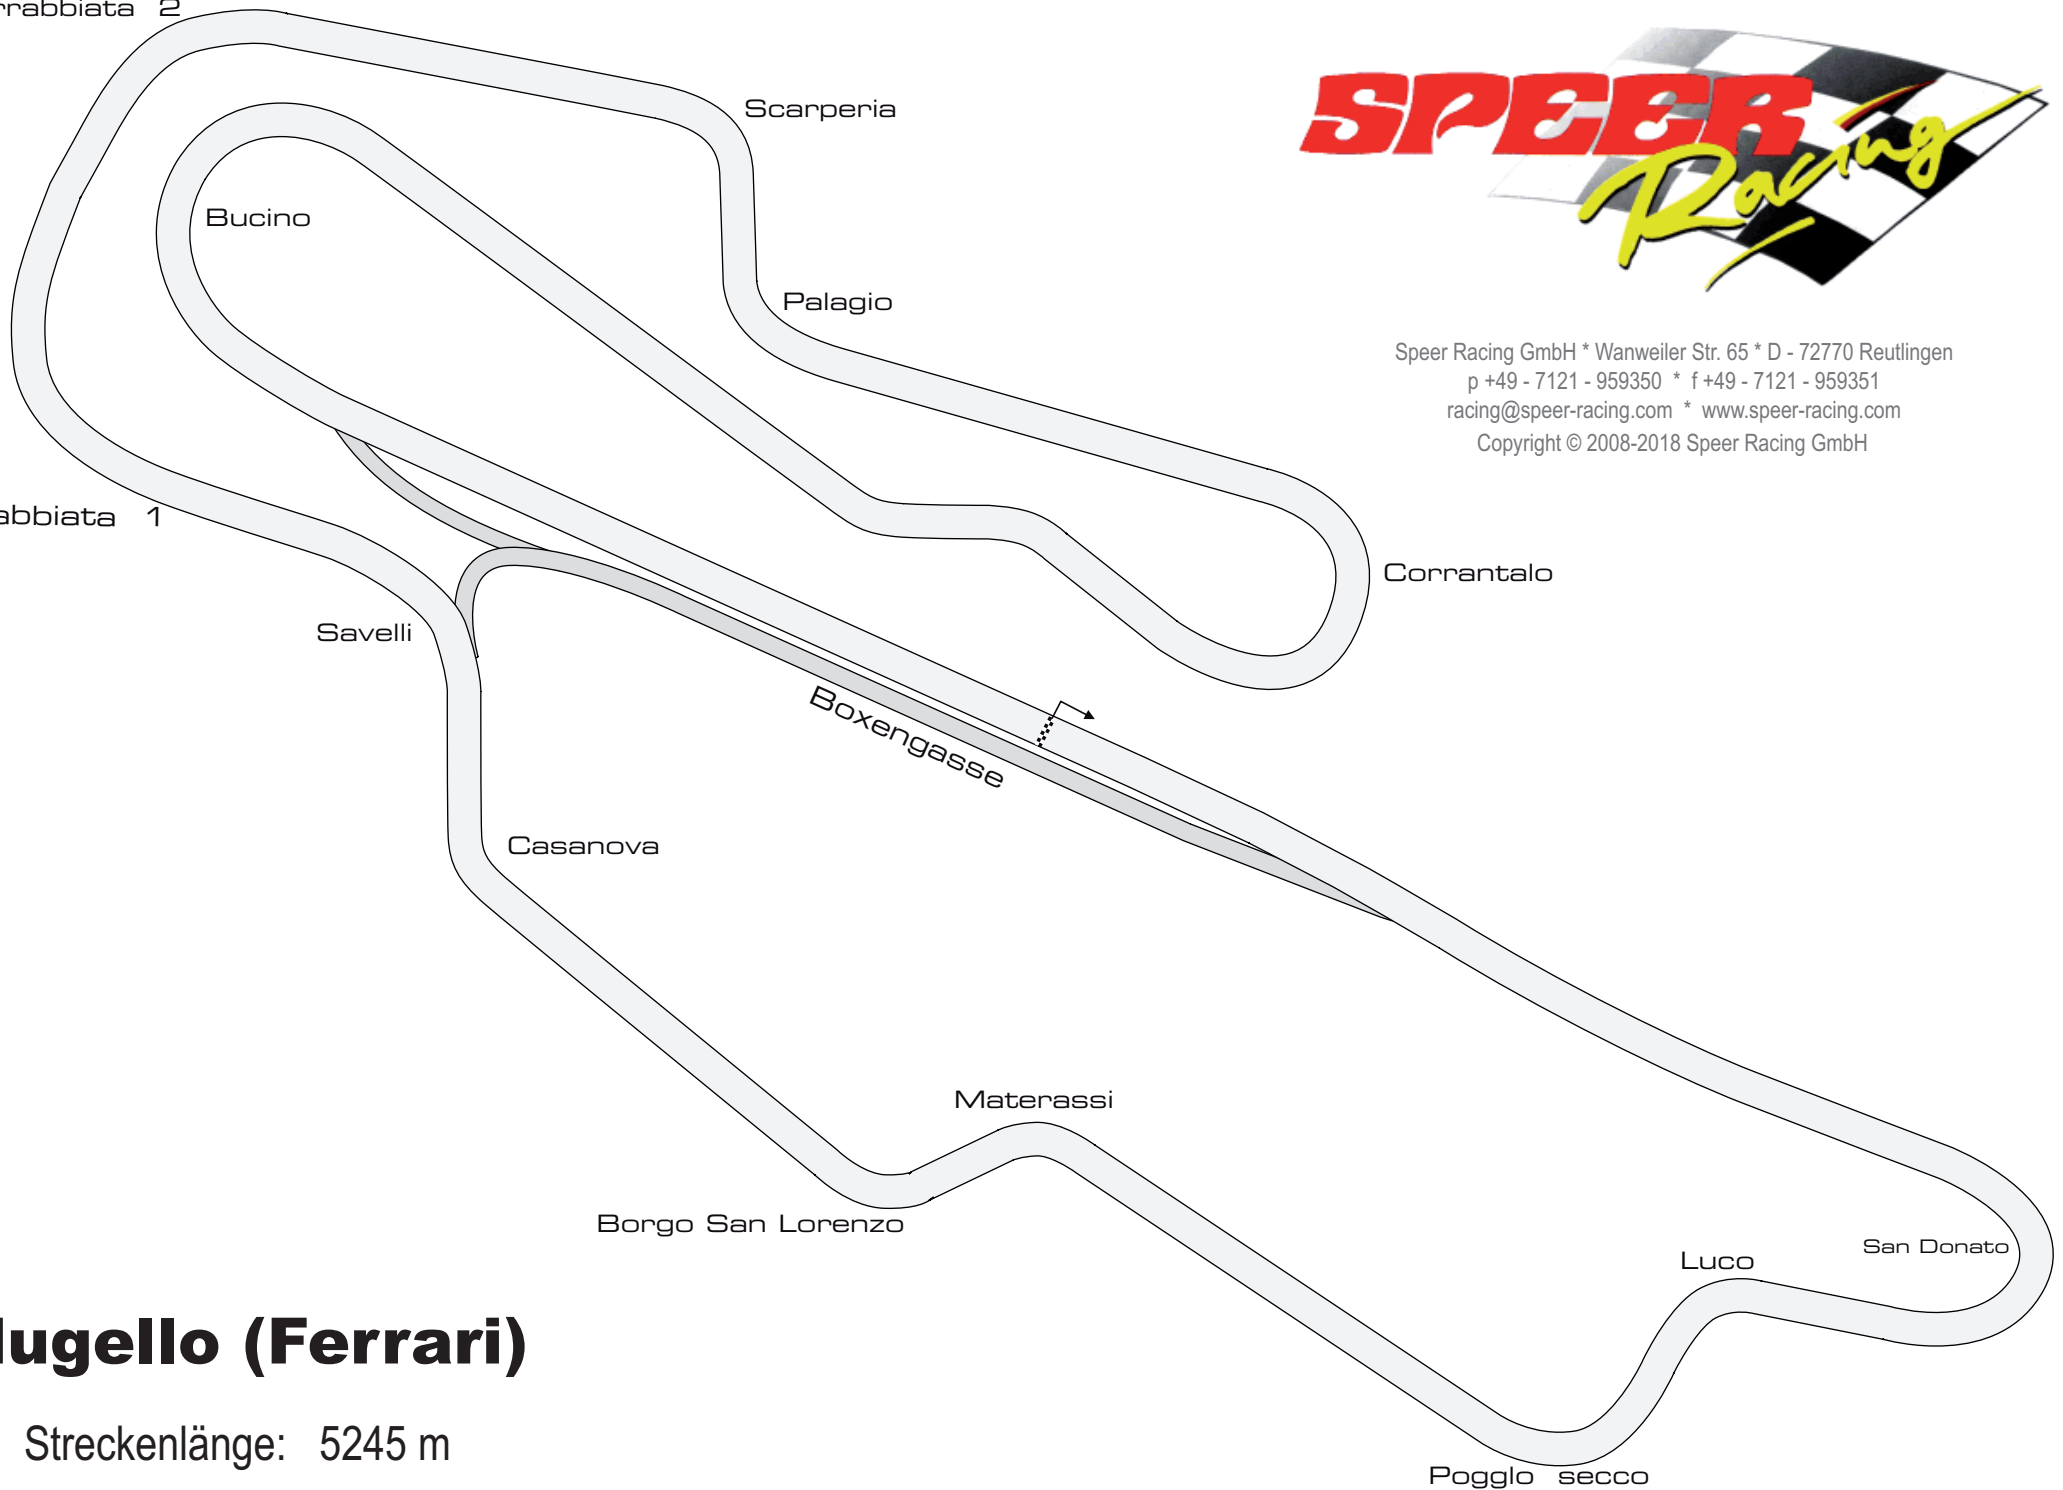 rrabbiata 2
SPEER
Racing
Scarperia
Bucino
Palagio
Speer Racing GmbH * Wanweiler Str. 65 * D - 72770 Reutlingen
p +49 - 7121 - 959350 * f +49 - 7121 - 959351
racing@speer-racing.com * www.speer-racing.com
Copyright © 2008-2018 Speer Racing GmbH
abbiata 1
Corrantalo
Savelli
Boxengasse
Casanova
Materassi
Borgo San Lorenzo
San Donato
Luco
lugello (Ferrari)
Streckenlänge: 5245 m
Pogglo secco